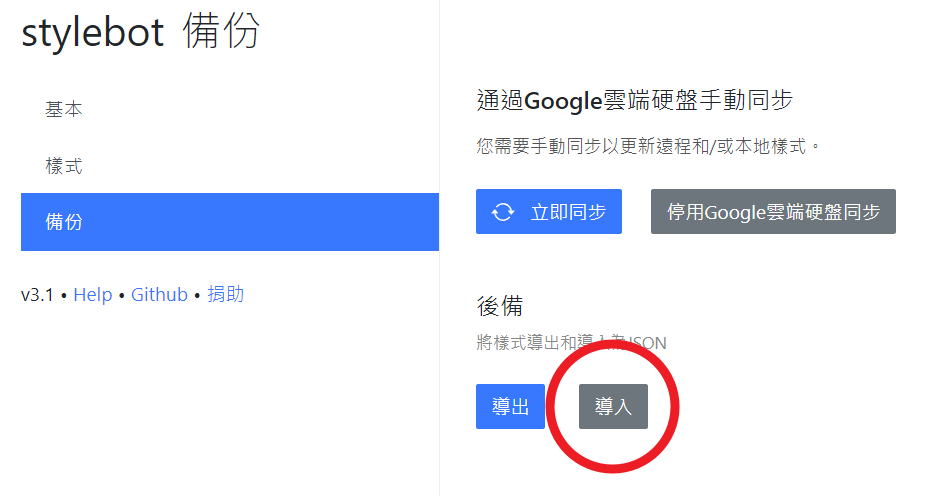 stylebot 備份
基本
樣式
備份
v3.1 • Help • Github • 捐助
通過Google雲端硬盤手動同步
您需要手動同步以更新遠程和/或本地樣式。
立即同步
停用Google雲端硬盤同步
後備
將樣式導出和導入為JSON
導出
導入